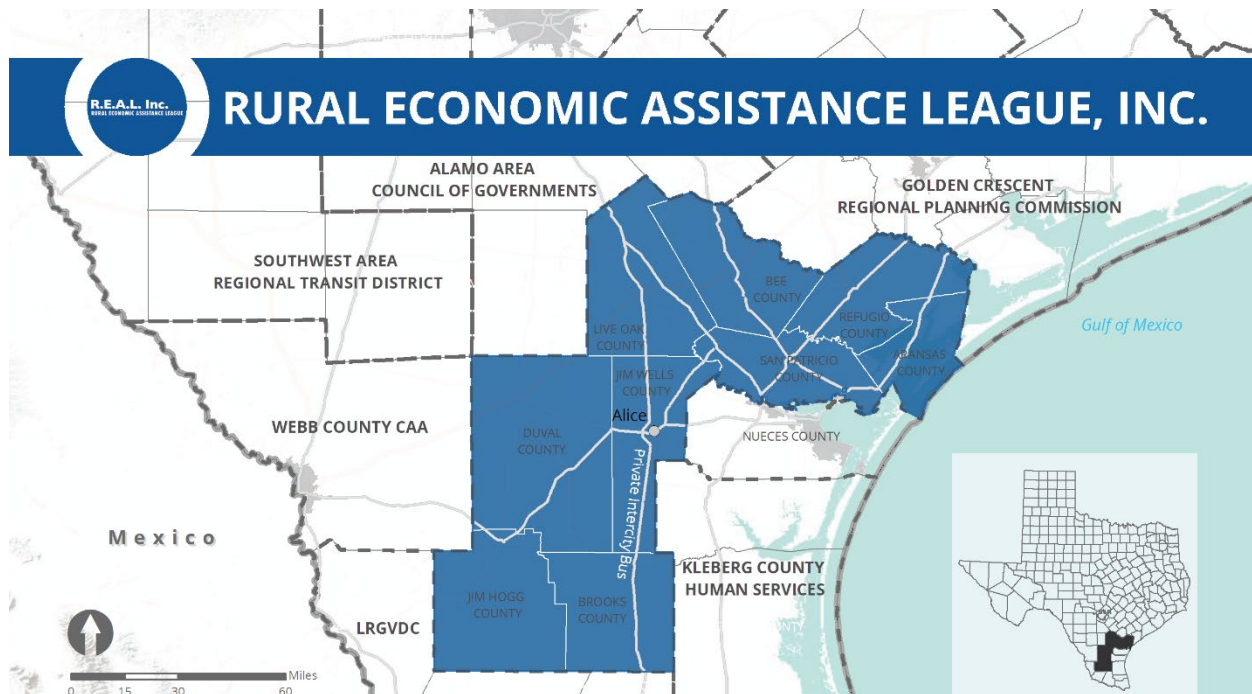 R.E.A.L. Inc.
RURAL ECONOMIC ASSISTANCE LEAGUE
RURAL ECONOMIC ASSISTANCE LEAGUE, INC.
ALAMO AREA
COUNCIL OF GOVERNMENTS
GOLDEN CRESCENT
REGIONAL PLANNING COMMISSION
SOUTHWEST AREA
REGIONAL TRANSIT DISTRICT
BEE
COUNTY
LIVE OAK
COUNTY
REFUGIO
COUNTY
Gulf of Mexico
SAN PATRICIO
COUNTY
ARANSAS
COUNTY
JIM WELLS
COUNTY
Alice
WEBB COUNTY CAA
DUVAL
COUNTY
NUECES COUNTY
Private Intercity Bus
Mexico
KLEBERG COUNTY
HUMAN SERVICES
JIM HOGG
COUNTY
BROOKS
COUNTY
LRGVDC
Miles
0 15 30 60